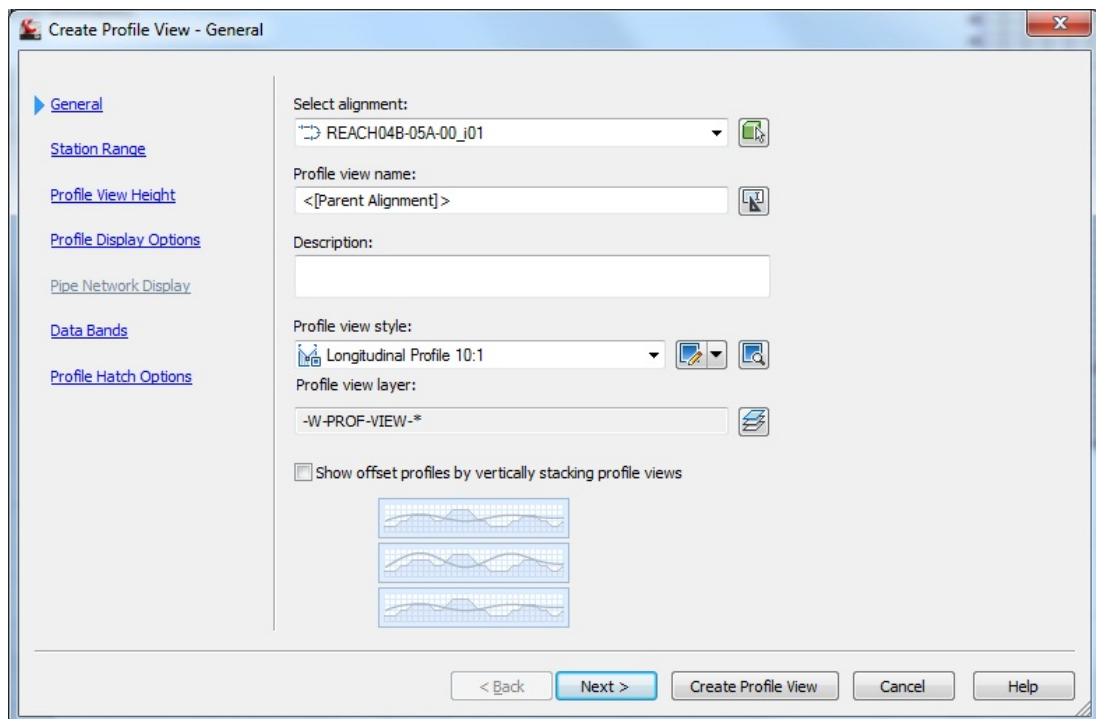 Create Profile View - General
General
Station Range
Profile View Height
Profile Display Options
Pipe Network Display
Data Bands
Profile Hatch Options
Select alignment:
REACH04B-05A-00_i01
Profile view name:
<[Parent Alignment]>
Description:
Profile view style:
Longitudinal Profile 10:1
Profile view layer:
-W-PROF-VIEW-*
Show offset profiles by vertically stacking profile views
< Back
Next >
Create Profile View
Cancel
Help